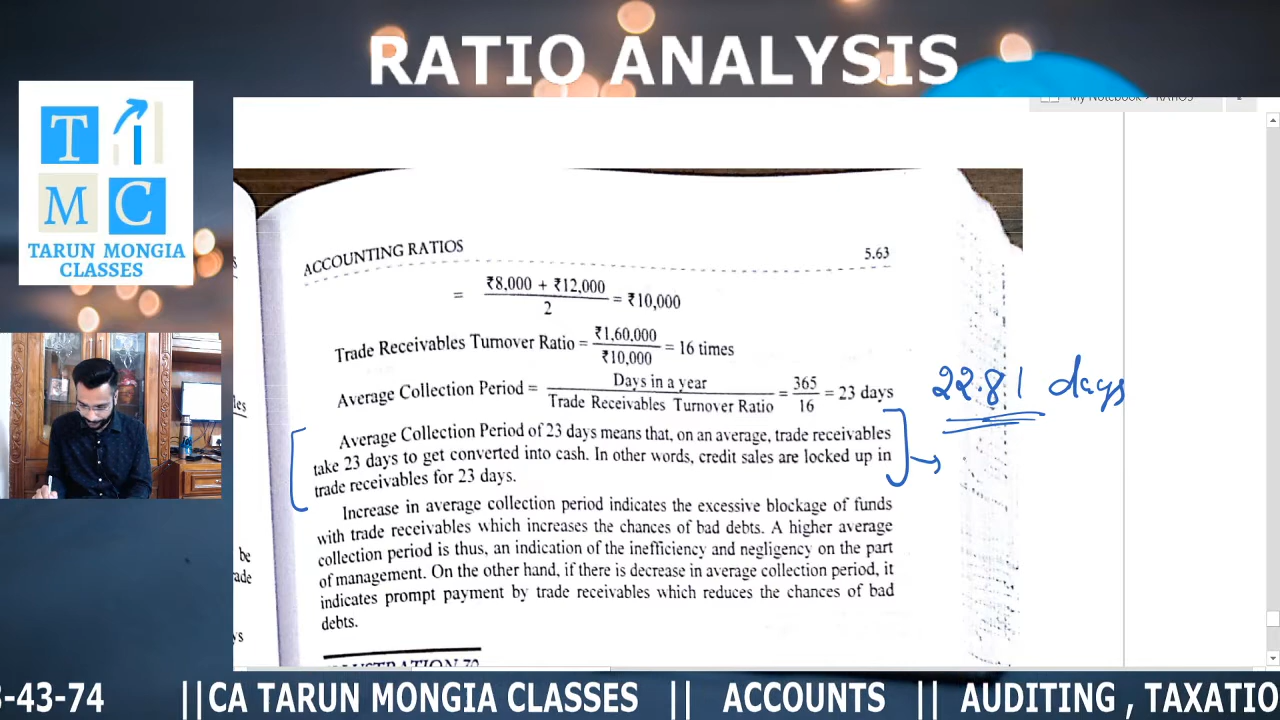 RATIO ANALYSIS
T
M C
TARUN MONGIA
CLASSES
My Notebook > RATIOS
ACCOUNTING RATIOS 5.63
= ₹8,000 + ₹12,000 / 2 = ₹10,000
Trade Receivables Turnover Ratio = ₹1,60,000 / ₹10,000 = 16 times
Average Collection Period = Days in a year / Trade Receivables Turnover Ratio = 365 / 16 = 23 days
22.81 days
Average Collection Period of 23 days means that, on an average, trade receivables
take 23 days to get converted into cash. In other words, credit sales are locked up in
trade receivables for 23 days.
Increase in average collection period indicates the excessive blockage of funds
with trade receivables which increases the chances of bad debts. A higher average
collection period is thus, an indication of the inefficiency and negligency on the part
of management. On the other hand, if there is decrease in average collection period, it
indicates prompt payment by trade receivables which reduces the chances of bad
debts.
be
-43-74 ||CA TARUN MONGIA CLASSES || ACCOUNTS || AUDITING , TAXATIO